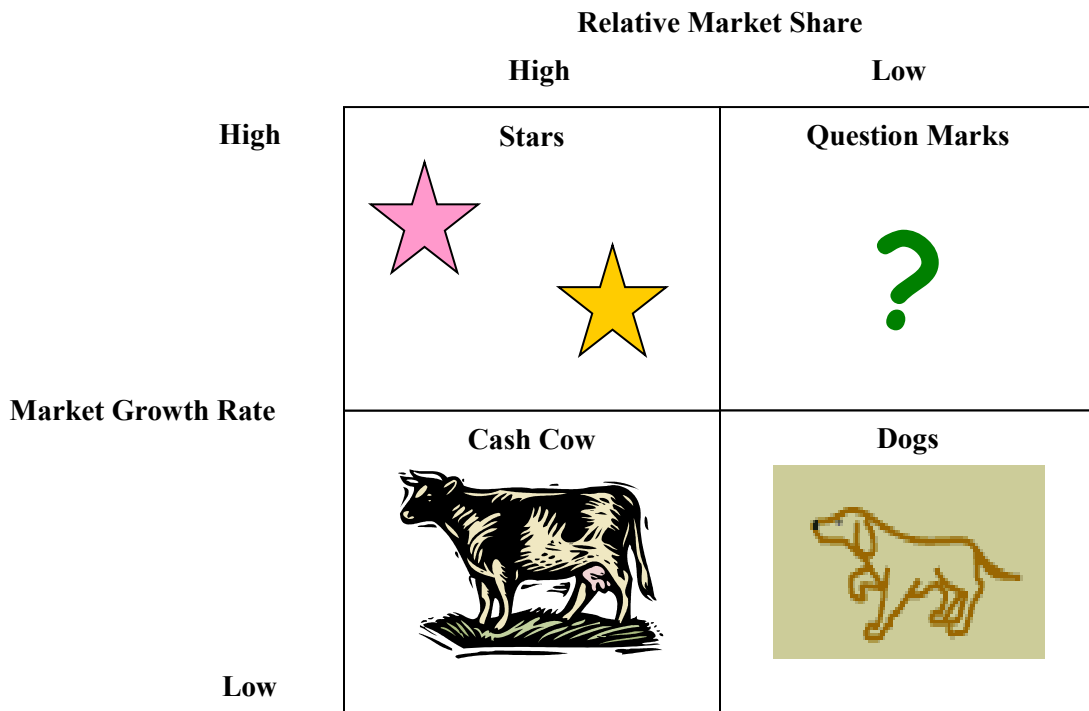 Relative Market Share
High Low
High Stars Question Marks
?
Market Growth Rate
Cash Cow Dogs
Low